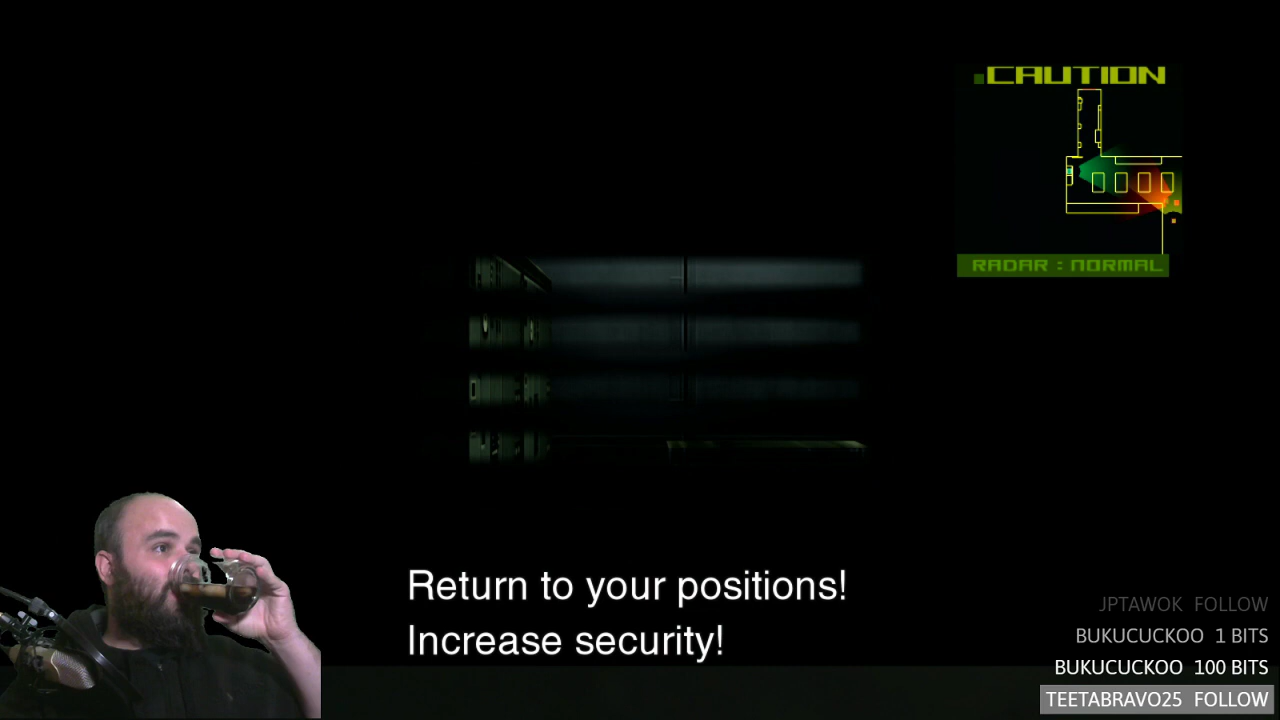 CAUTION
RADAR : NORMAL
Return to your positions!
Increase security!
JPTAWOK FOLLOW
BUKUCUCKOO 1 BITS
BUKUCUCKOO 100 BITS
TEETABRAVO25 FOLLOW